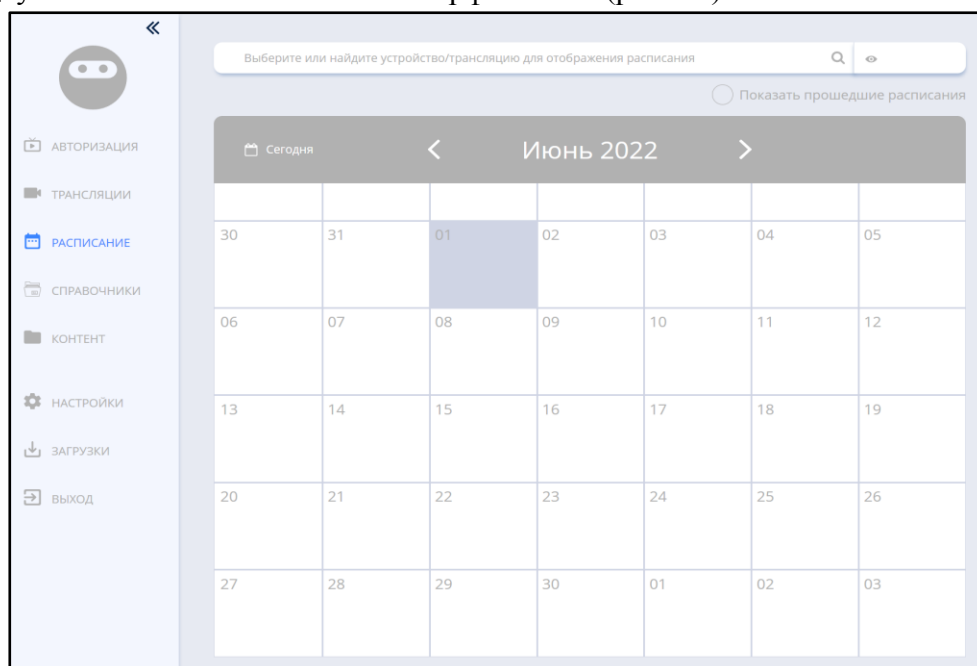 Выберите или найдите устройство/трансляцию для отображения расписания
Показать прошедшие расписания
АВТОРИЗАЦИЯ
ТРАНСЛЯЦИИ
РАСПИСАНИЕ
СПРАВОЧНИКИ
КОНТЕНТ
НАСТРОЙКИ
ЗАГРУЗКИ
ВЫХОД
Сегодня Июнь 2022
30 31 01 02 03 04 05
06 07 08 09 10 11 12
13 14 15 16 17 18 19
20 21 22 23 24 25 26
27 28 29 30 01 02 03